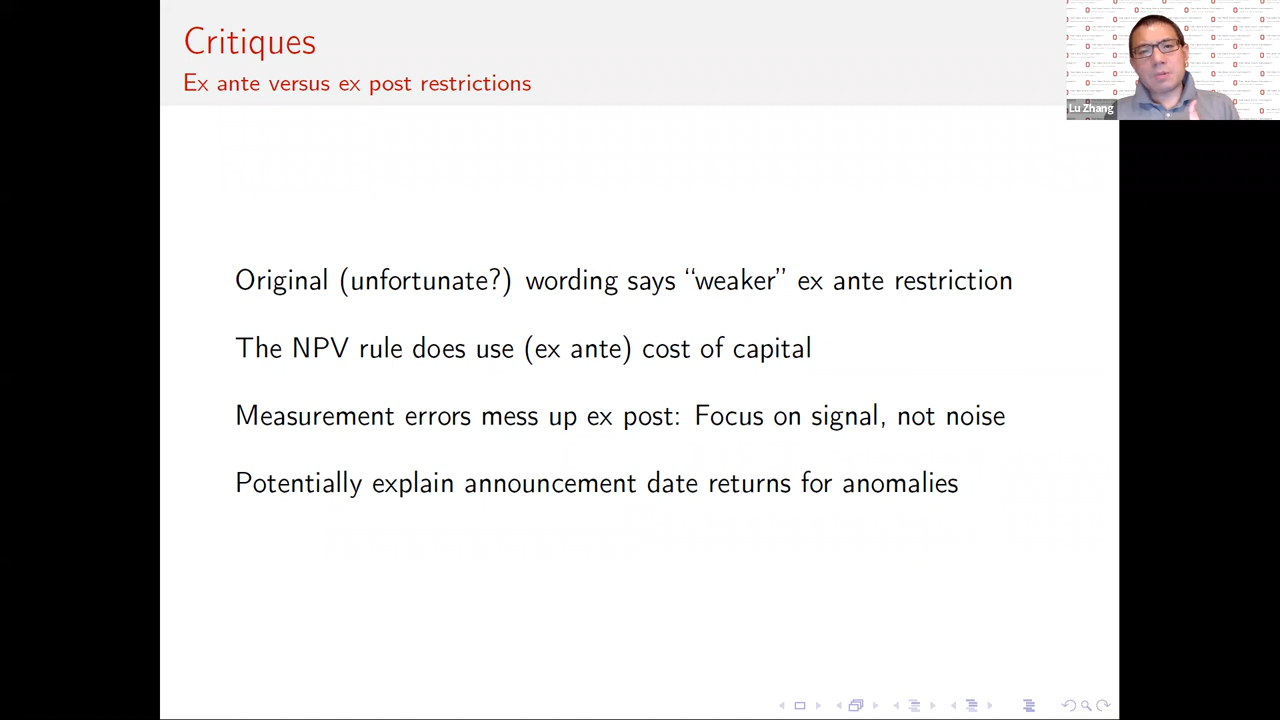 Critiques
Ex ante versus ex post restrictions
Lu Zhang
Original (unfortunate?) wording says “weaker” ex ante restriction
The NPV rule does use (ex ante) cost of capital
Measurement errors mess up ex post: Focus on signal, not noise
Potentially explain announcement date returns for anomalies